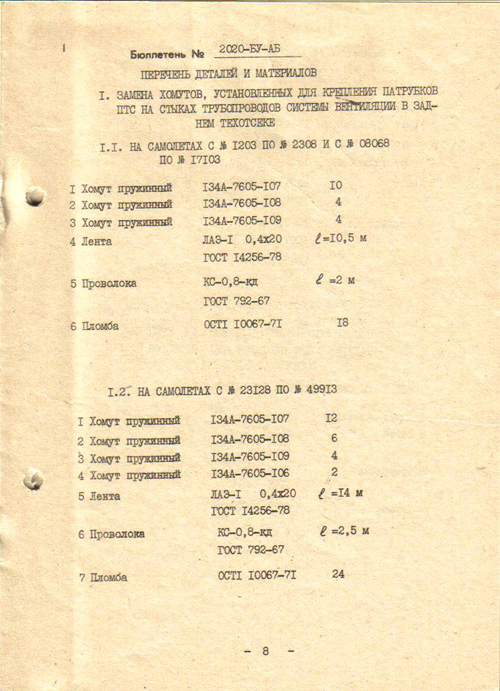 Бюллетень № 2020-БУ-АБ
ПЕРЕЧЕНЬ ДЕТАЛЕЙ И МАТЕРИАЛОВ
I. ЗАМЕНА ХОМУТОВ, УСТАНОВЛЕННЫХ ДЛЯ КРЕПЛЕНИЯ ПАТРУБКОВ
ПТС НА СТЫКАХ ТРУБОПРОВОДОВ СИСТЕМЫ ВЕНТИЛЯЦИИ В ЗАД-
НЕМ ТЕХОТСЕКЕ
I.I. НА САМОЛЕТАХ С № I203 ПО № 2308 И С № 08068
ПО № I7I03
I Хомут пружинный I34А-7605-I07 I0
2 Хомут пружинный I34А-7605-I08 4
3 Хомут пружинный I34А-7605-I09 4
4 Лента ЛАЭ-I 0,4х20 ℓ=I0,5 м
ГОСТ I4256-78
5 Проволока КС-0,8-кд ℓ =2 м
ГОСТ 792-67
6 Пломба ОСТI I0067-7I I8
I.2. НА САМОЛЕТАХ С № 23I28 ПО № 499I3
I Хомут пружинный I34А-7605-I07 I2
2 Хомут пружинный I34А-7605-I08 6
3 Хомут пружинный I34А-7605-I09 4
4 Хомут пружинный I34А-7605-I06 2
5 Лента ЛАЭ-I 0,4х20 ℓ =I4 м
ГОСТ I4256-78
6 Проволока КС-0,8-кд ℓ =2,5 м
ГОСТ 792-67
7 Пломба ОСТI I0067-7I 24
- 8 -